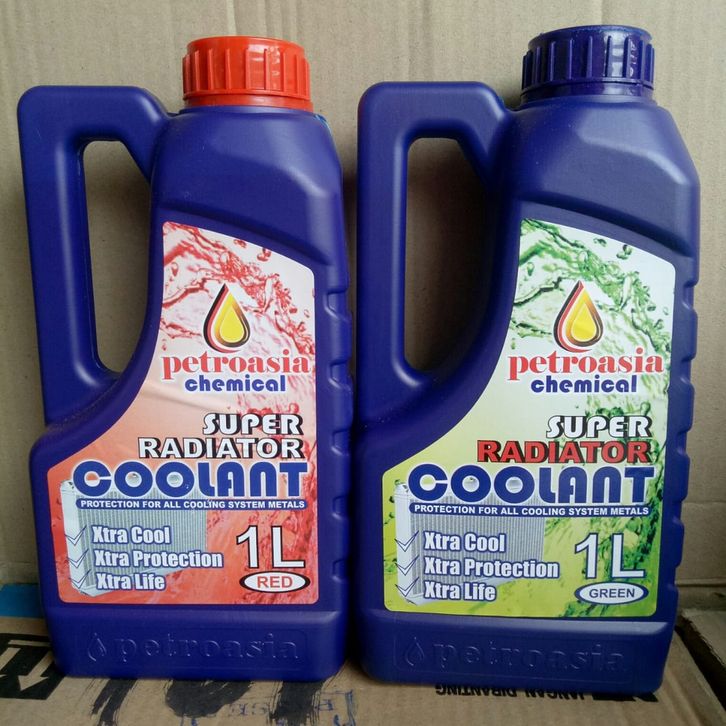 petroasia
chemical
SUPER
RADIATOR
COOLANT
PROTECTION FOR ALL COOLING SYSTEM METALS
Xtra Cool
Xtra Protection
Xtra Life
1L
RED
petroasia
petroasia
chemical
SUPER
RADIATOR
COOLANT
PROTECTION FOR ALL COOLING SYSTEM METALS
Xtra Cool
Xtra Protection
Xtra Life
1L
GREEN
petroasia
JANGAN DIBANTING